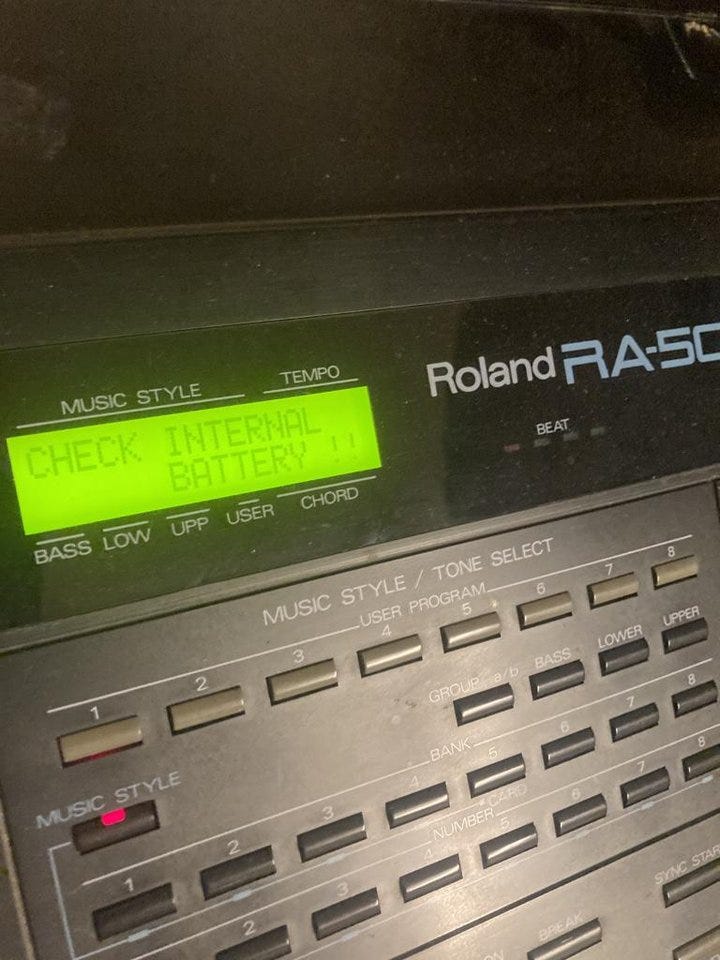 MUSIC STYLE TEMPO
Roland RA-50
CHECK INTERNAL
BATTERY !!
BEAT
BASS LOW UPP USER CHORD
MUSIC STYLE / TONE SELECT
USER PROGRAM
1 2 3 4 5 6 7 8
GROUP a/b BASS LOWER UPPER
MUSIC STYLE
BANK
1 2 3 4 5 6 7 8
NUMBER CARD
2 3 4 5 6 7 8
BREAK SYNC STAR